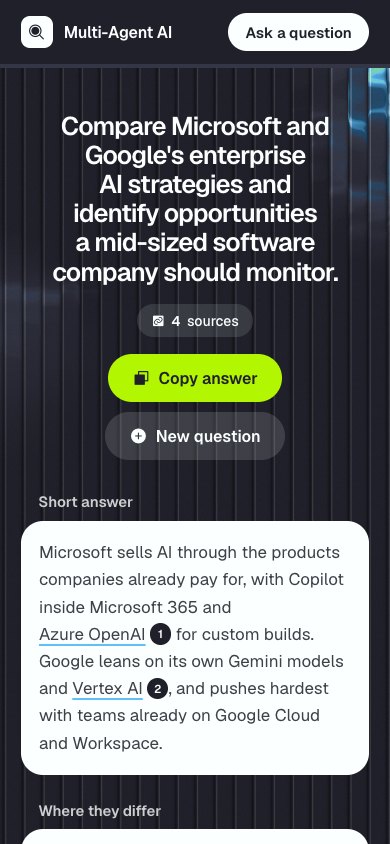 Multi-Agent AI
Ask a question
Compare Microsoft and
Google's enterprise
AI strategies and
identify opportunities
a mid-sized software
company should monitor.
4 sources
Copy answer
New question
Short answer
Microsoft sells AI through the products
companies already pay for, with Copilot
inside Microsoft 365 and
Azure OpenAI 1 for custom builds.
Google leans on its own Gemini models
and Vertex AI 2, and pushes hardest
with teams already on Google Cloud
and Workspace.
Where they differ